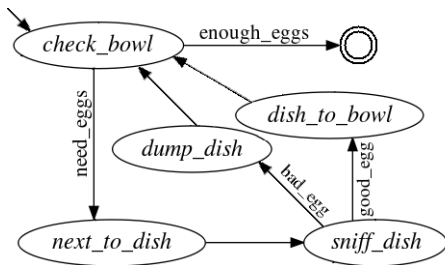 check_bowl
enough_eggs
need_eggs
dish_to_bowl
dump_dish
bad_egg
good_egg
next_to_dish
sniff_dish